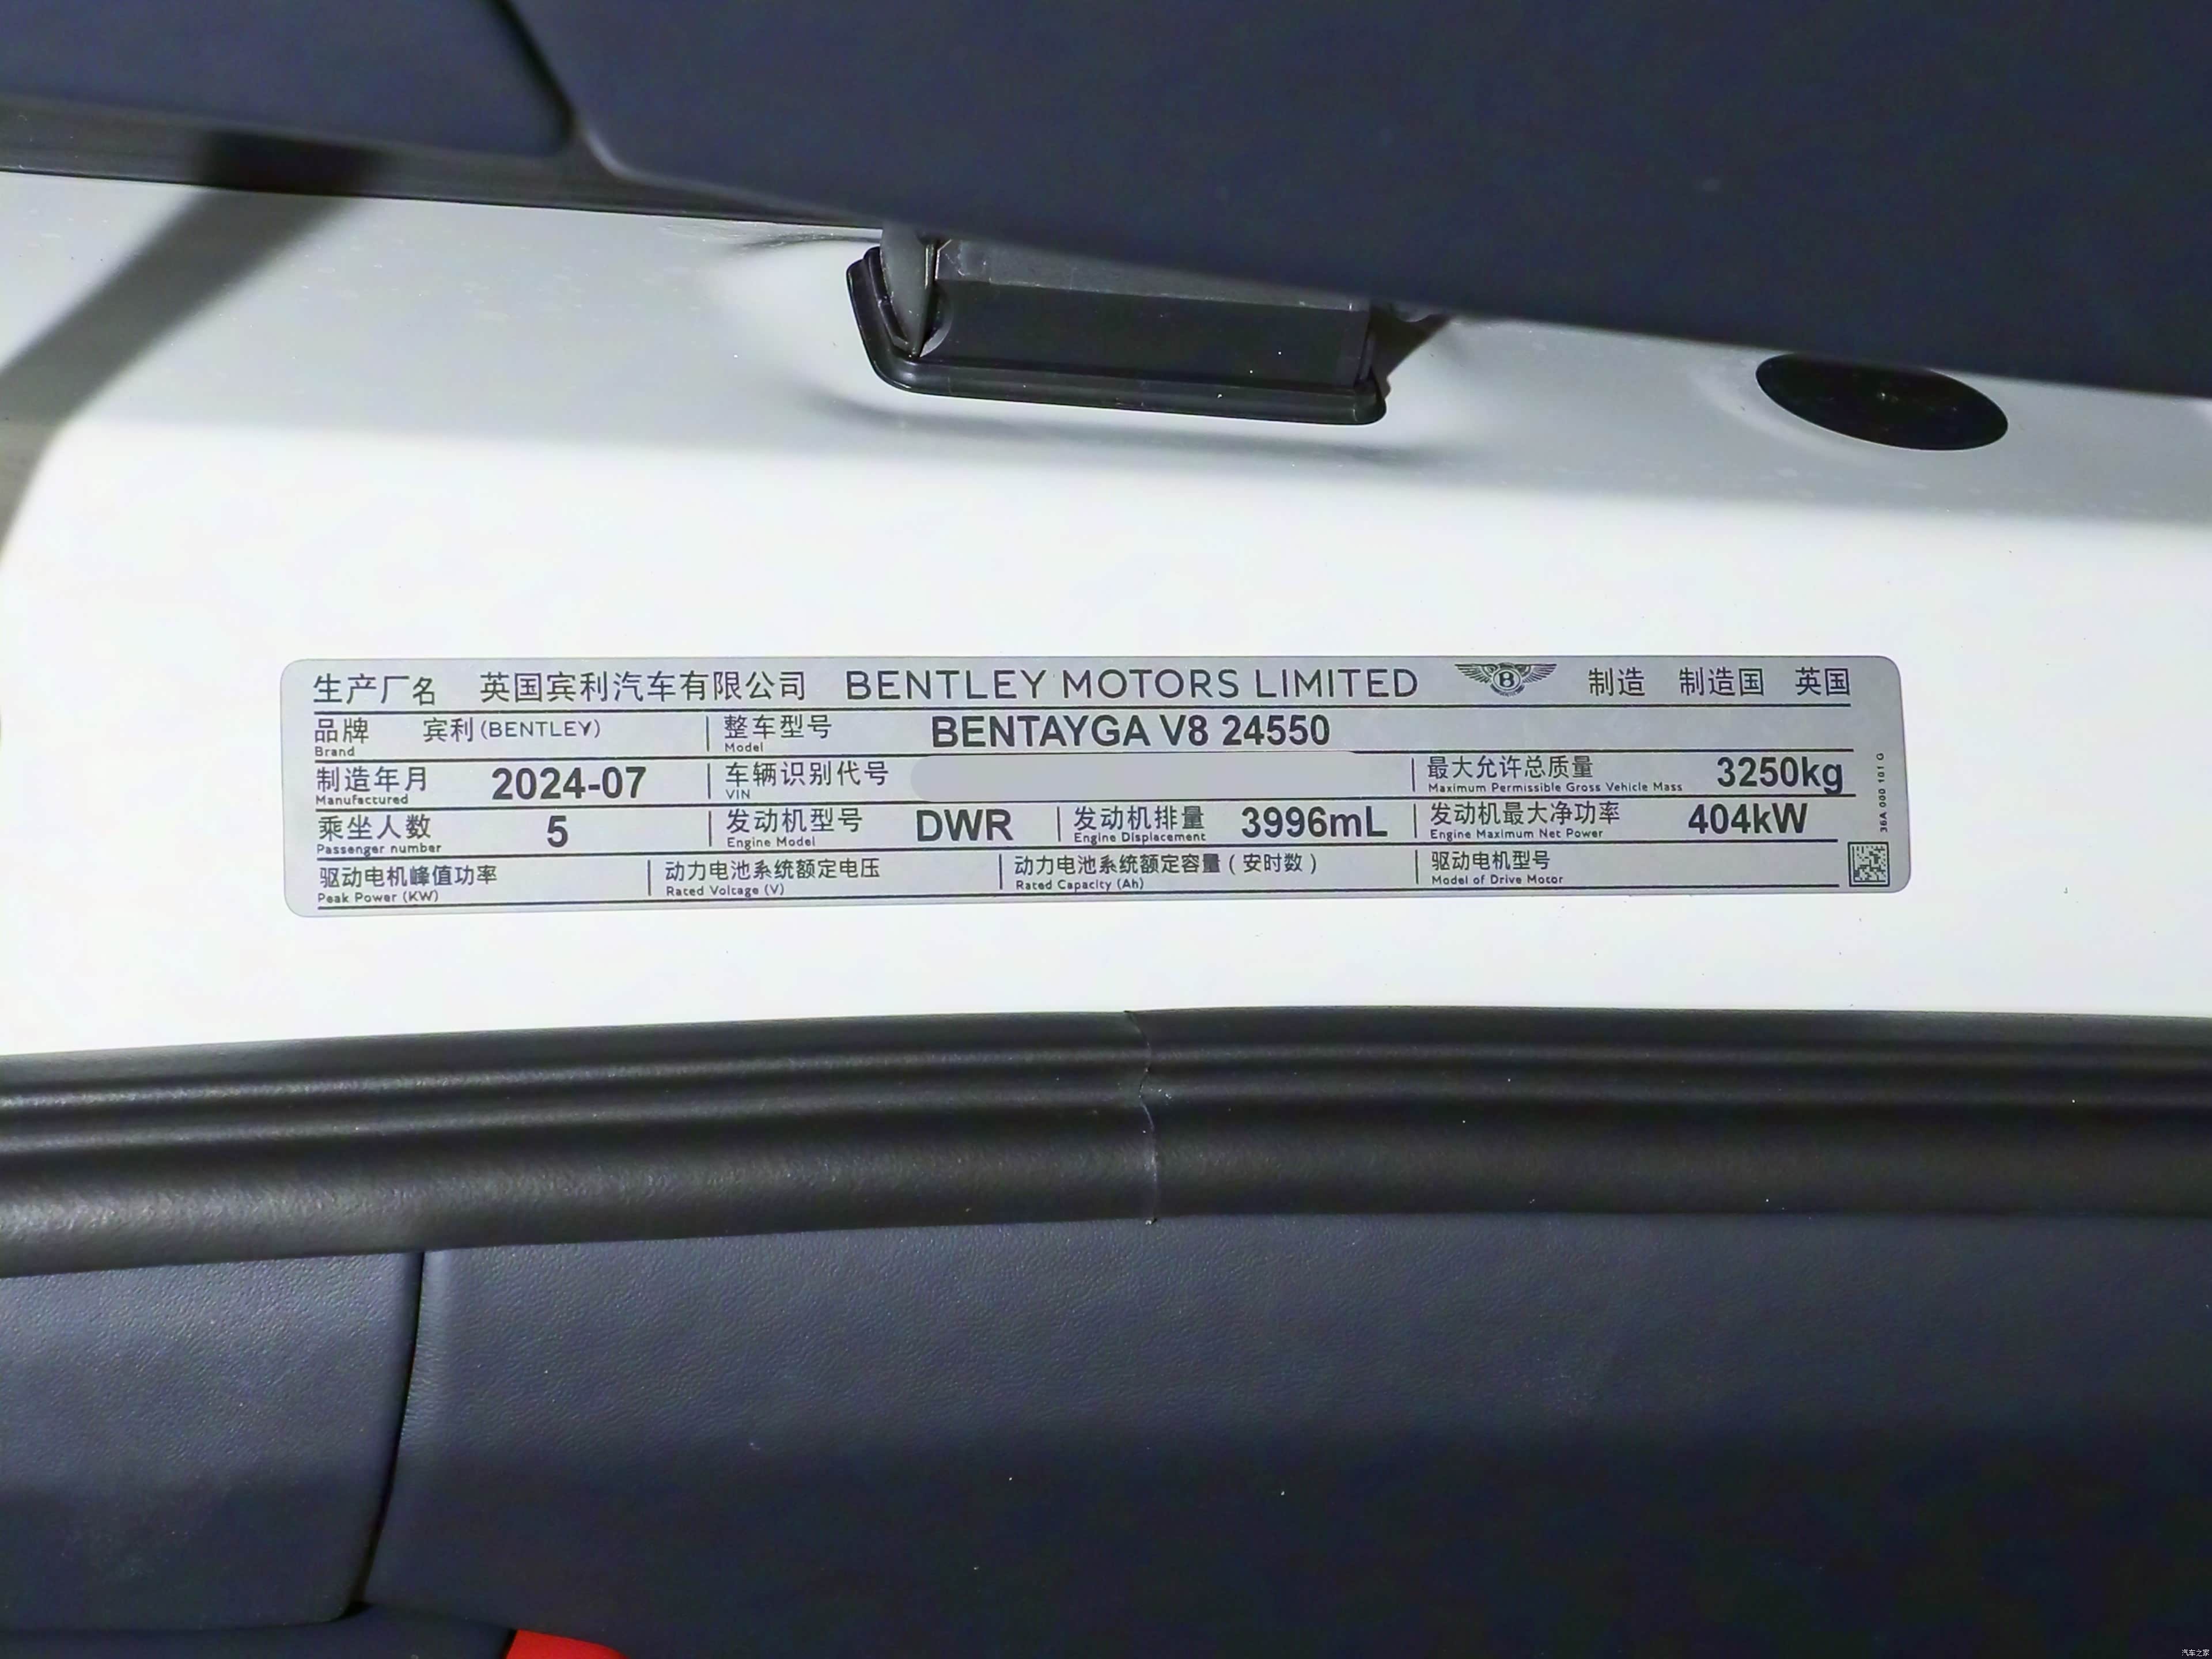 生产厂名 英国宾利汽车有限公司 BENTLEY MOTORS LIMITED B 制造 制造国 英国
品牌 宾利(BENTLEY) 整车型号 BENTAYGA V8 24550
Brand Model
制造年月 2024-07 车辆识别代号 最大允许总质量 3250kg
Manufactured VIN Maximum Permissible Gross Vehicle Mass
乘坐人数 5 发动机型号 DWR 发动机排量 3996mL 发动机最大净功率 404kW
Passenger number Engine Model Engine Displacement Engine Maximum Net Power
驱动电机峰值功率 动力电池系统额定电压 动力电池系统额定容量(安时数) 驱动电机型号
Peak Power (KW) Rated Voltage (V) Rated Capacity (Ah) Model of Drive Motor
36A 000 101 G
汽车之家